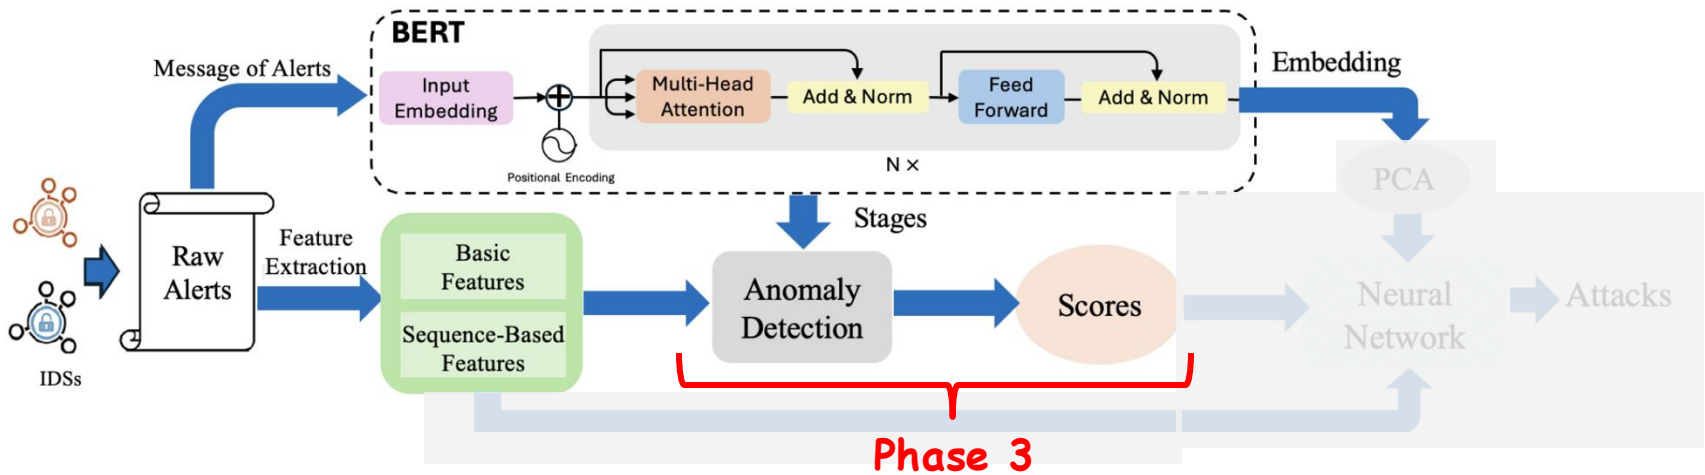 BERT
Message of Alerts
Input
Embedding
Positional Encoding
Multi-Head
Attention
Add & Norm
Feed
Forward
Add & Norm
N ×
Embedding
PCA
Stages
IDSs
Raw
Alerts
Feature
Extraction
Basic
Features
Sequence-Based
Features
Anomaly
Detection
Scores
Neural
Network
Attacks
Phase 3